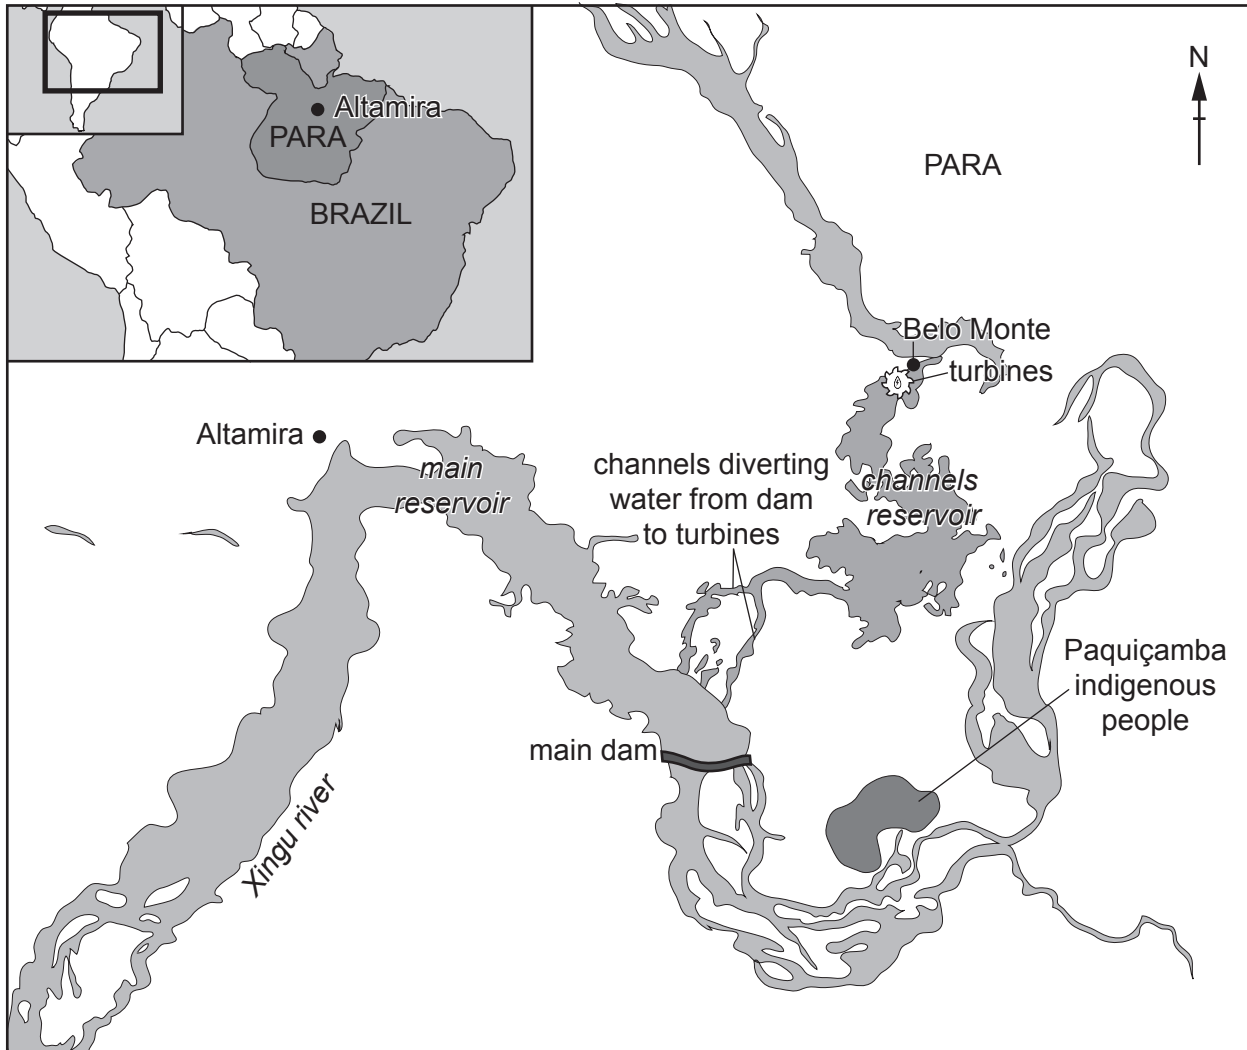 Altamira
PARA
BRAZIL
N
PARA
Belo Monte
turbines
Altamira
main
reservoir
channels diverting
water from dam
to turbines
channels
reservoir
Paquiçamba
indigenous
people
main dam
Xingu river